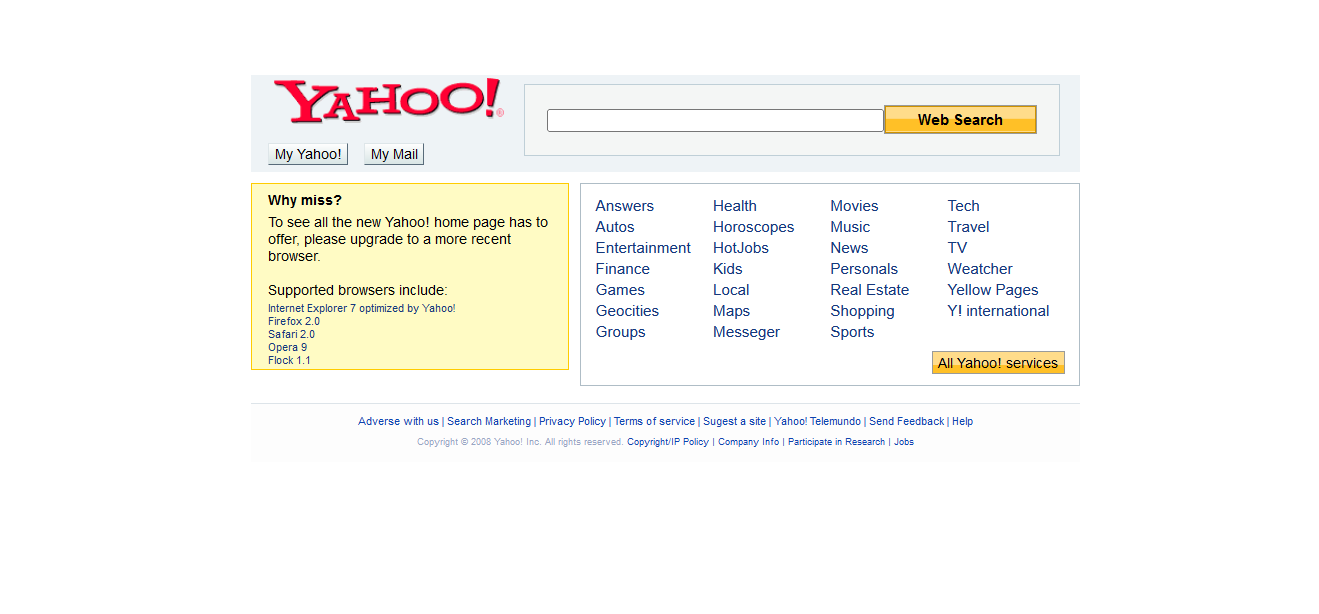 YAHOO!®
Web Search
My Yahoo! My Mail
Why miss?
To see all the new Yahoo! home page has to
offer, please upgrade to a more recent
browser.
Supported browsers include:
Internet Explorer 7 optimized by Yahoo!
Firefox 2.0
Safari 2.0
Opera 9
Flock 1.1
Answers Health Movies Tech
Autos Horoscopes Music Travel
Entertainment HotJobs News TV
Finance Kids Personals Weatcher
Games Local Real Estate Yellow Pages
Geocities Maps Shopping Y! international
Groups Messeger Sports
All Yahoo! services
Adverse with us | Search Marketing | Privacy Policy | Terms of service | Sugest a site | Yahoo! Telemundo | Send Feedback | Help
Copyright © 2008 Yahoo! Inc. All rights reserved. Copyright/IP Policy | Company Info | Participate in Research | Jobs